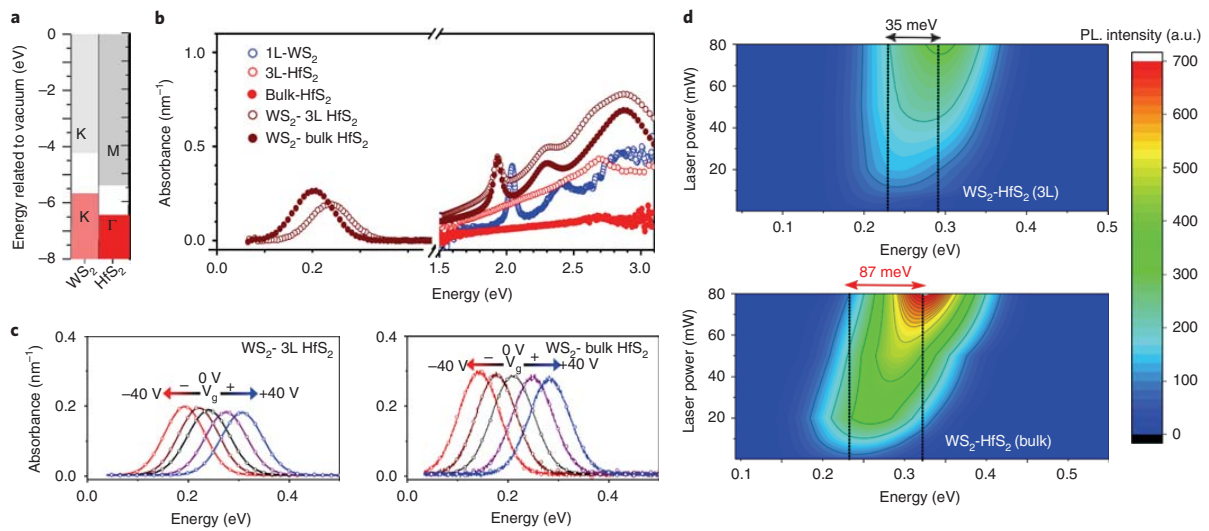 a
Energy related to vacuum (eV)
0
−2
−4
−6
−8
K
M
K
Γ
WS2
HfS2
b
Absorbance (nm−1)
1.0
0.5
0.0
1L-WS2
3L-HfS2
Bulk-HfS2
WS2- 3L HfS2
WS2- bulk HfS2
0.2 1.5 2.0 2.5 3.0
Energy (eV)
c
Absorbance (nm−1)
0.4
0.2
0.0
WS2- 3L HfS2
0 V
−40 V − Vg + +40 V
0.0 0.2 0.4
Energy (eV)
0.4
0.2
0.0
WS2- bulk HfS2
0 V
−40 V − Vg + +40 V
0.0 0.2 0.4
Energy (eV)
d
35 meV
Laser power (mW)
80
60
40
20
WS2-HfS2 (3L)
0.1 0.2 0.3 0.4 0.5
Energy (eV)
87 meV
Laser power (mW)
80
60
40
20
WS2-HfS2 (bulk)
0.1 0.2 0.3 0.4 0.5
Energy (eV)
PL. intensity (a.u.)
700
600
500
400
300
200
100
0